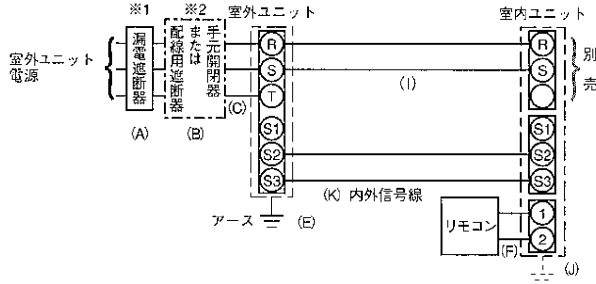 ※1
※2
室外ユニット
室内ユニット
室外ユニット
電源
漏電遮断器
手元開閉器
または
配線用遮断器
(A)
(B)
(C)
R
S
T
S1
S2
S3
アース
(E)
(I)
(K) 内外信号線
リモコン
(F)
R
S
S1
S2
S3
1
2
別売
(J)